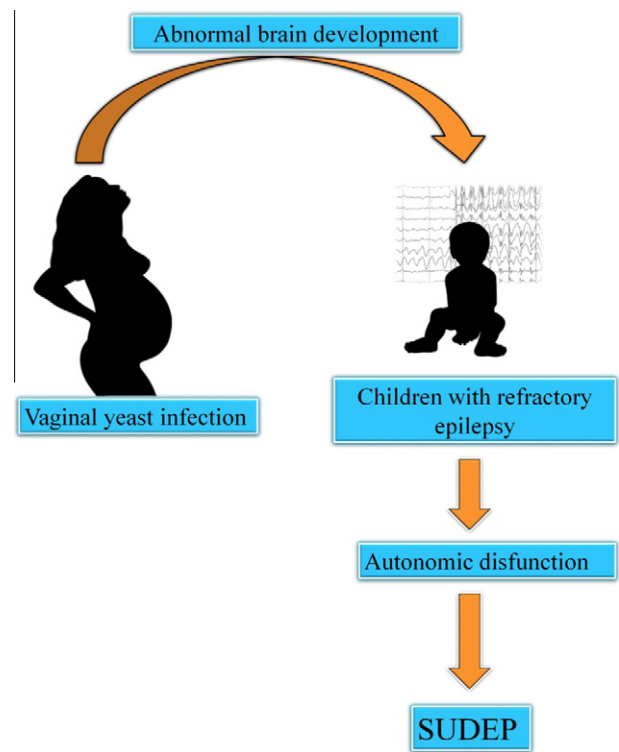 Abnormal brain development
Vaginal yeast infection
Children with refractory
epilepsy
Autonomic disfunction
SUDEP